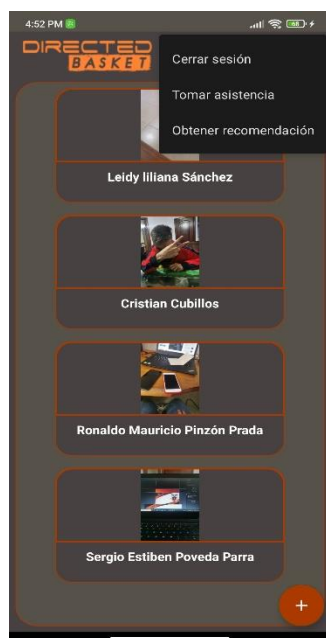 4:52 PM
DIRECTED
BASKET
Cerrar sesión
Tomar asistencia
Obtener recomendación
Leidy liliana Sánchez
Cristian Cubillos
Ronaldo Mauricio Pinzón Prada
Sergio Estiben Poveda Parra
+